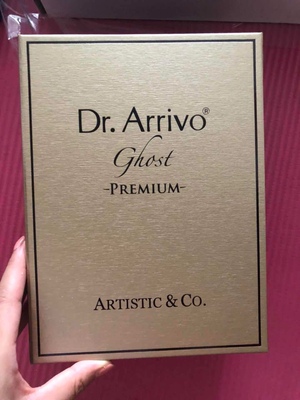 Dr. Arrivo®
Ghost
-PREMIUM-
ARTISTIC & CO.